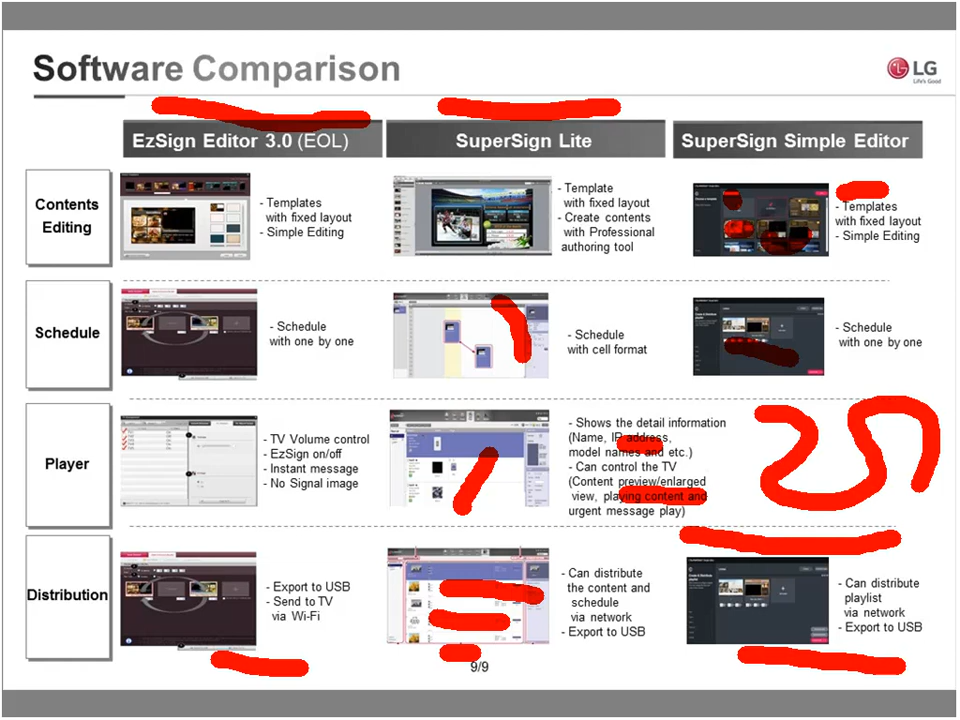 Software Comparison
LG
Life's Good
EzSign Editor 3.0 (EOL)
SuperSign Lite
SuperSign Simple Editor
Contents
Editing
- Templates
with fixed layout
- Simple Editing
- Template
with fixed layout
- Create contents
with Professional
authoring tool
- Templates
with fixed layout
- Simple Editing
Schedule
- Schedule
with one by one
- Schedule
with cell format
- Schedule
with one by one
Player
- TV Volume control
- EzSign on/off
- Instant message
- No Signal image
- Shows the detail information
(Name, IP address,
model names and etc.)
- Can control the TV
(Content preview/enlarged
view, playing content and
urgent message play)
Distribution
- Export to USB
- Send to TV
via Wi-Fi
- Can distribute
the content and
schedule
via network
- Export to USB
- Can distribute
playlist
via network
- Export to USB
9/9